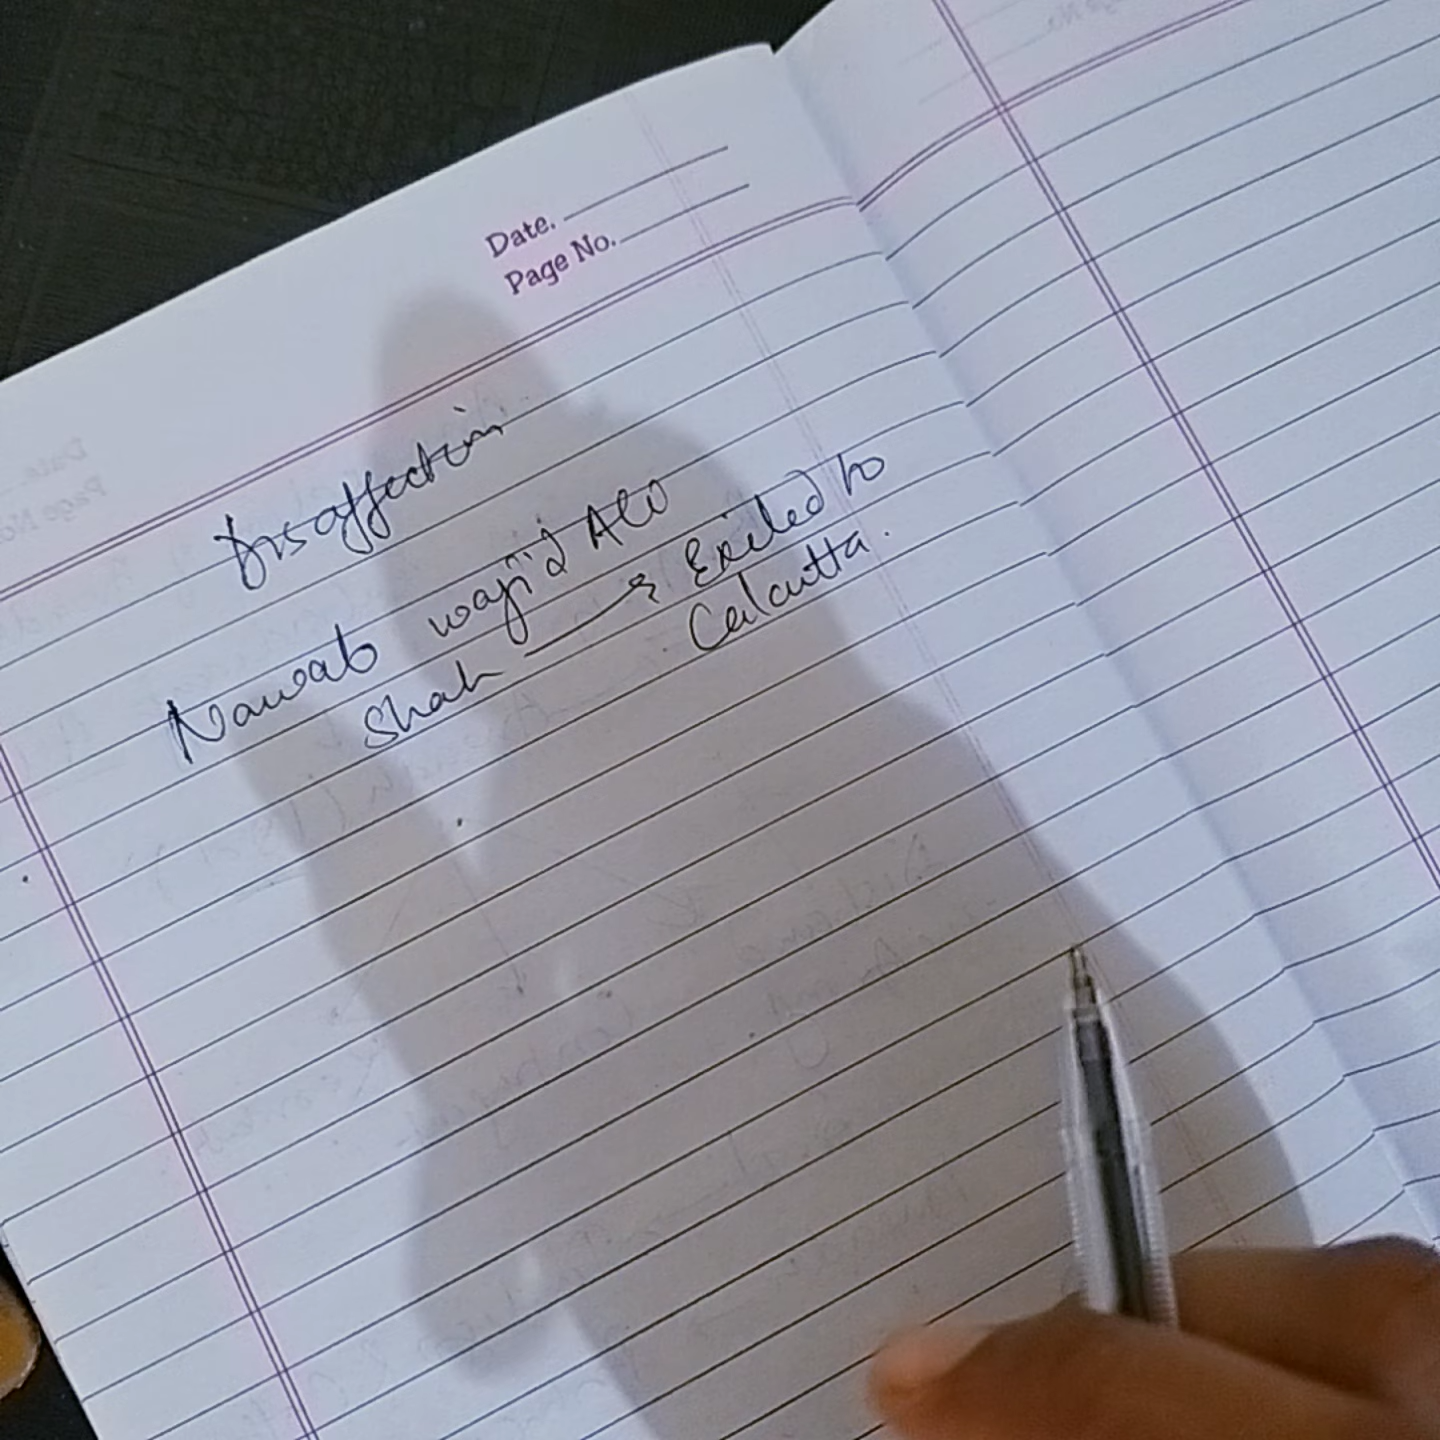 Date.
Page No.
Disaffection
Nawab wajid Ali
Shah → Exiled to
Calcutta.